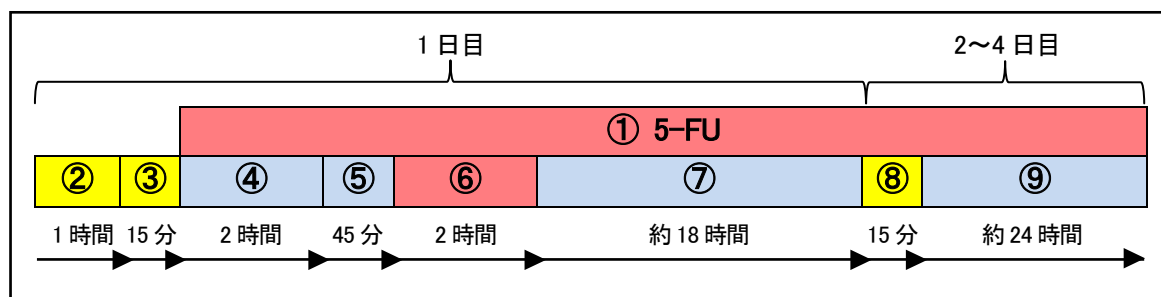 1 日目 2～4 日目
① 5-FU
② ③ ④ ⑤ ⑥ ⑦ ⑧ ⑨
1 時間 15 分 2 時間 45 分 2 時間 約 18 時間 15 分 約 24 時間